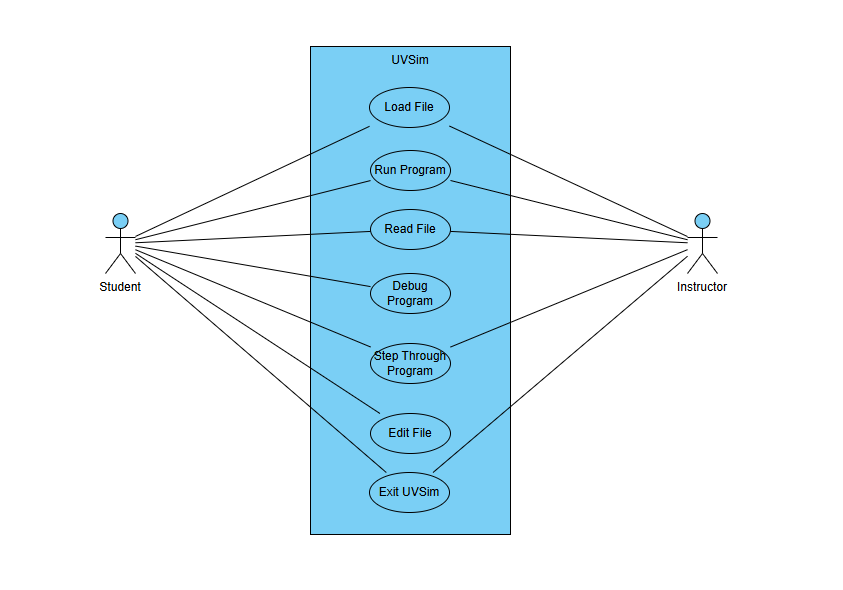 UVSim
Load File
Run Program
Read File
Student
Instructor
Debug
Program
Step Through
Program
Edit File
Exit UVSim